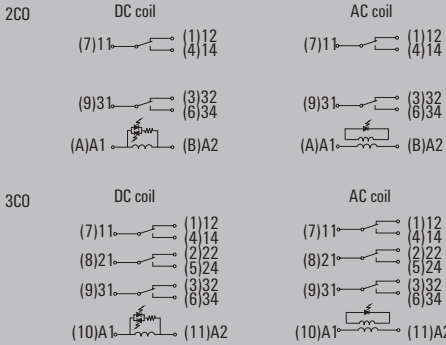 2CO
DC coil
AC coil
(7)11 (1)12
(4)14
(7)11 (1)12
(4)14
(9)31 (3)32
(6)34
(9)31 (3)32
(6)34
(A)A1 (B)A2
(A)A1 (B)A2
3CO
DC coil
AC coil
(7)11 (1)12
(4)14
(7)11 (1)12
(4)14
(8)21 (2)22
(5)24
(8)21 (2)22
(5)24
(9)31 (3)32
(6)34
(9)31 (3)32
(6)34
(10)A1 (11)A2
(10)A1 (11)A2